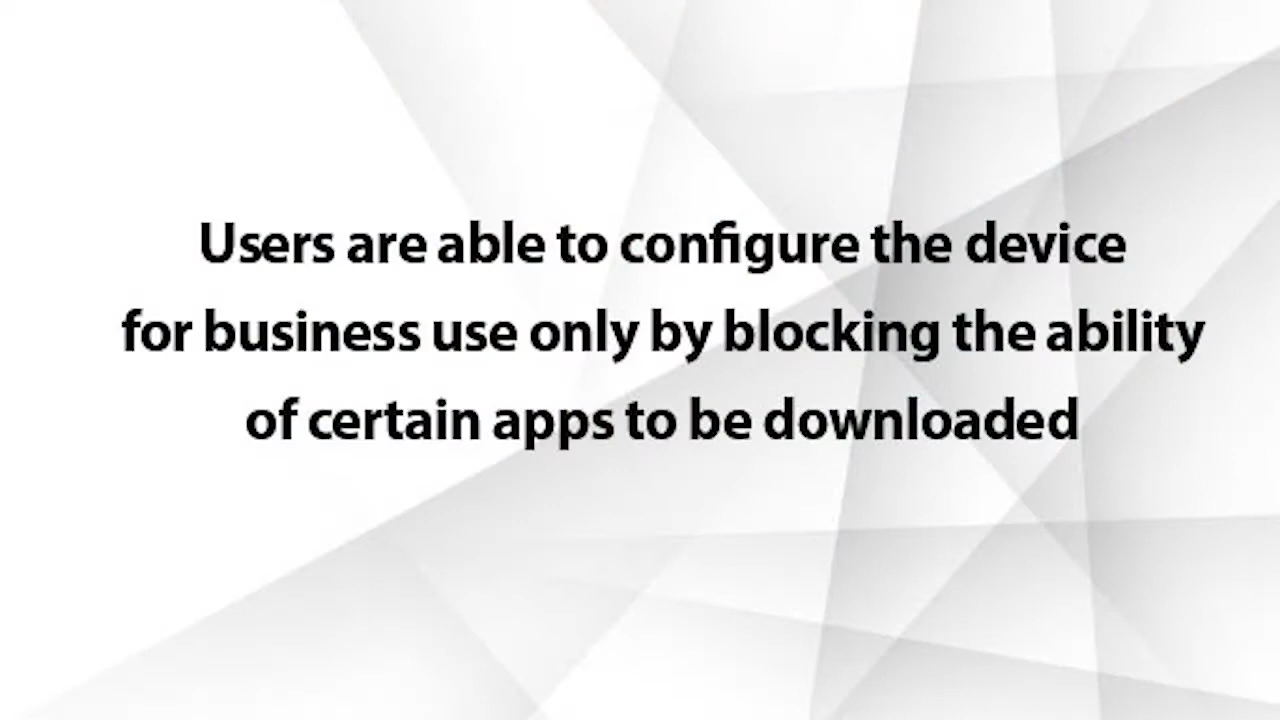 Users are able to configure the device
for business use only by blocking the ability
of certain apps to be downloaded